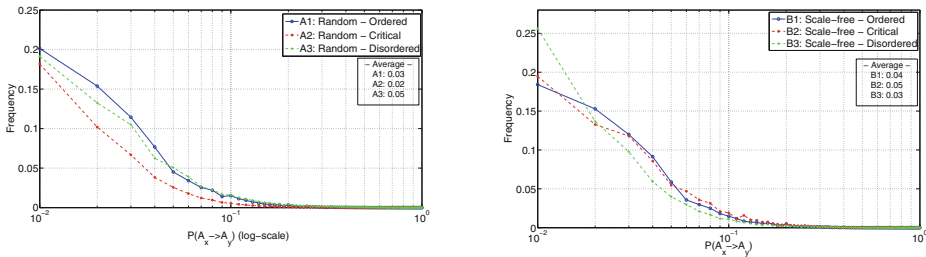 0.25
0.2
0.15
0.1
0.05
0
Frequency
10^-2
10^-1
10^0
P(A_x->A_y) (log-scale)
A1: Random - Ordered
A2: Random - Critical
A3: Random - Disordered
- Average -
A1: 0.03
A2: 0.02
A3: 0.05
0.25
0.2
0.15
0.1
0.05
0
Frequency
10^-2
10^-1
10^0
P(A_x->A_y)
B1: Scale-free - Ordered
B2: Scale-free - Critical
B3: Scale-free - Disordered
- Average -
B1: 0.04
B2: 0.05
B3: 0.03